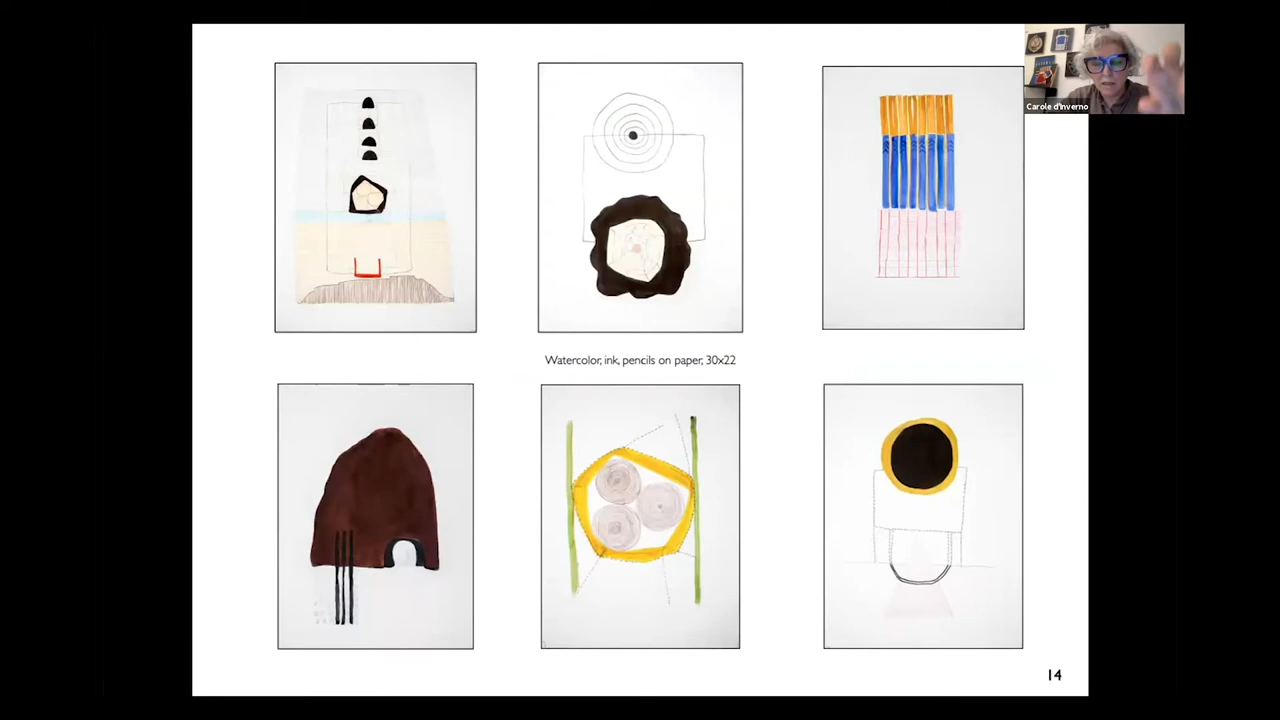 Carole d'Inverno
Watercolor, ink, pencils on paper, 30x22
14